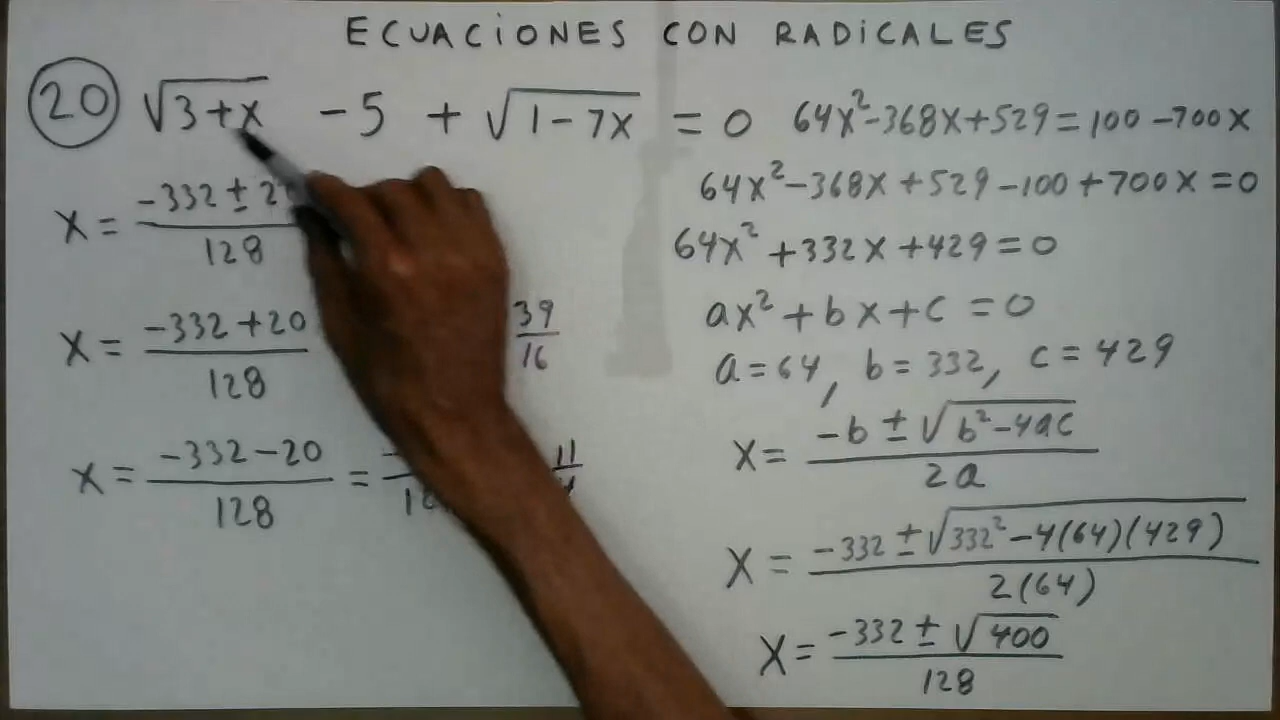 ECUACIONES CON RADICALES
20 √3+x -5 + √1-7x = 0
x = -332 ± 2
128
x = -332 +20
128
39
16
x = -332 -20 =
128
11
64x² -368x + 529 = 100 -700x
64x² -368x + 529 -100 + 700x = 0
64x² + 332x + 429 = 0
ax² + bx + c = 0
a = 64, b = 332, c = 429
x = -b ± √b² -4ac
2a
x = -332 ± √332² -4(64)(429)
2(64)
x = -332 ± √400
128